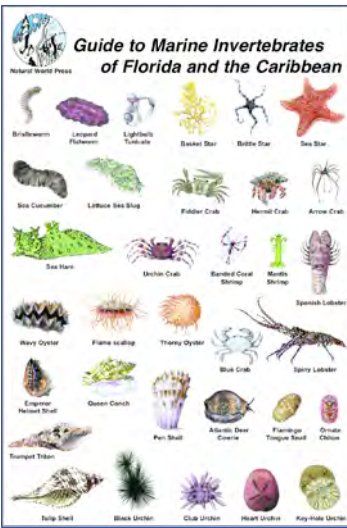 Guide to Marine Invertebrates
of Florida and the Caribbean
Natural World Press
Bristleworm
Leopard
Flatworm
Lightbulb
Tunicate
Basket Star
Brittle Star
Sea Star
Sea Cucumber
Lettuce Sea Slug
Fiddler Crab
Hermit Crab
Arrow Crab
Sea Hare
Urchin Crab
Banded Coral
Shrimp
Mantis
Shrimp
Spanish Lobster
Wavy Oyster
Flame scallop
Thorny Oyster
Blue Crab
Spiny Lobster
Emperor
Helmet Shell
Queen Conch
Pen Shell
Atlantic Deer
Cowrie
Flamingo
Tongue Snail
Ornate
Chiton
Trumpet Triton
Tulip Shell
Black Urchin
Club Urchin
Heart Urchin
Key-Hole Urchin